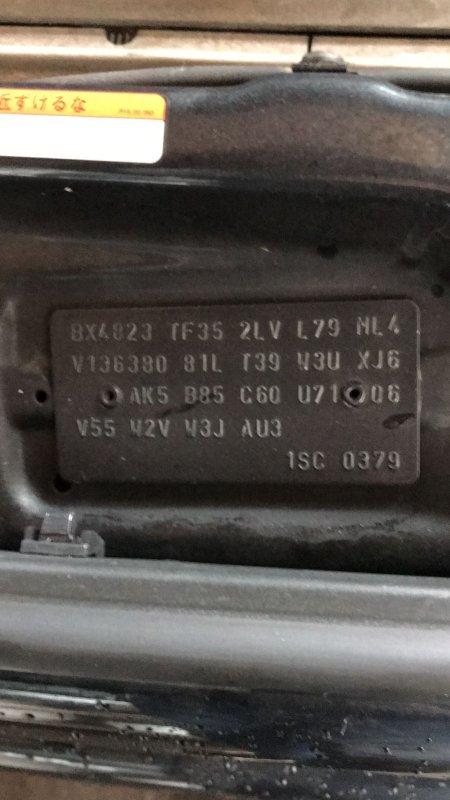 近すけるな
BX4823 TF35 2LV L79 ML4
V136380 81L T39 W3U XJ6
AK5 B85 C60 U71 06
V55 W2V W3J AU3
1SC 0379